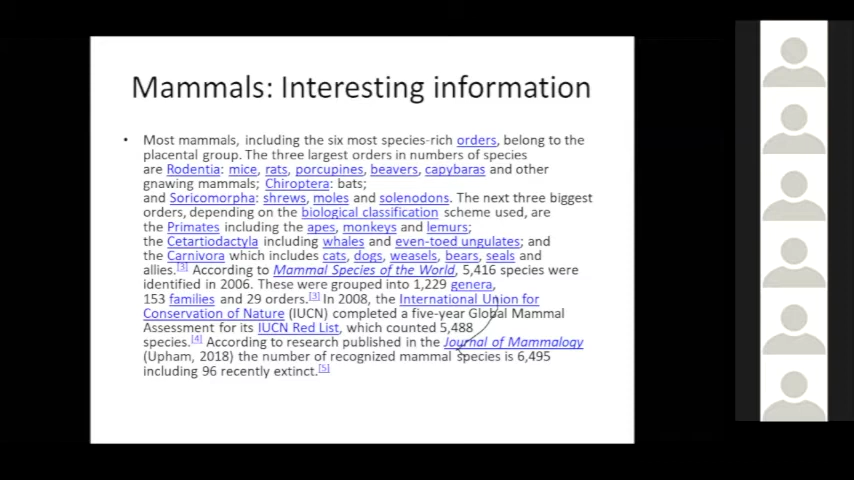 Mammals: Interesting information
• Most mammals, including the six most species-rich orders, belong to the
placental group. The three largest orders in numbers of species
are Rodentia: mice, rats, porcupines, beavers, capybaras and other
gnawing mammals; Chiroptera: bats;
and Soricomorpha: shrews, moles and solenodons. The next three biggest
orders, depending on the biological classification scheme used, are
the Primates including the apes, monkeys and lemurs;
the Cetartiodactyla including whales and even-toed ungulates; and
the Carnivora which includes cats, dogs, weasels, bears, seals and
allies.[3] According to Mammal Species of the World, 5,416 species were
identified in 2006. These were grouped into 1,229 genera,
153 families and 29 orders.[3] In 2008, the International Union for
Conservation of Nature (IUCN) completed a five-year Global Mammal
Assessment for its IUCN Red List, which counted 5,488
species.[4] According to research published in the Journal of Mammalogy
(Upham, 2018) the number of recognized mammal species is 6,495
including 96 recently extinct.[5]